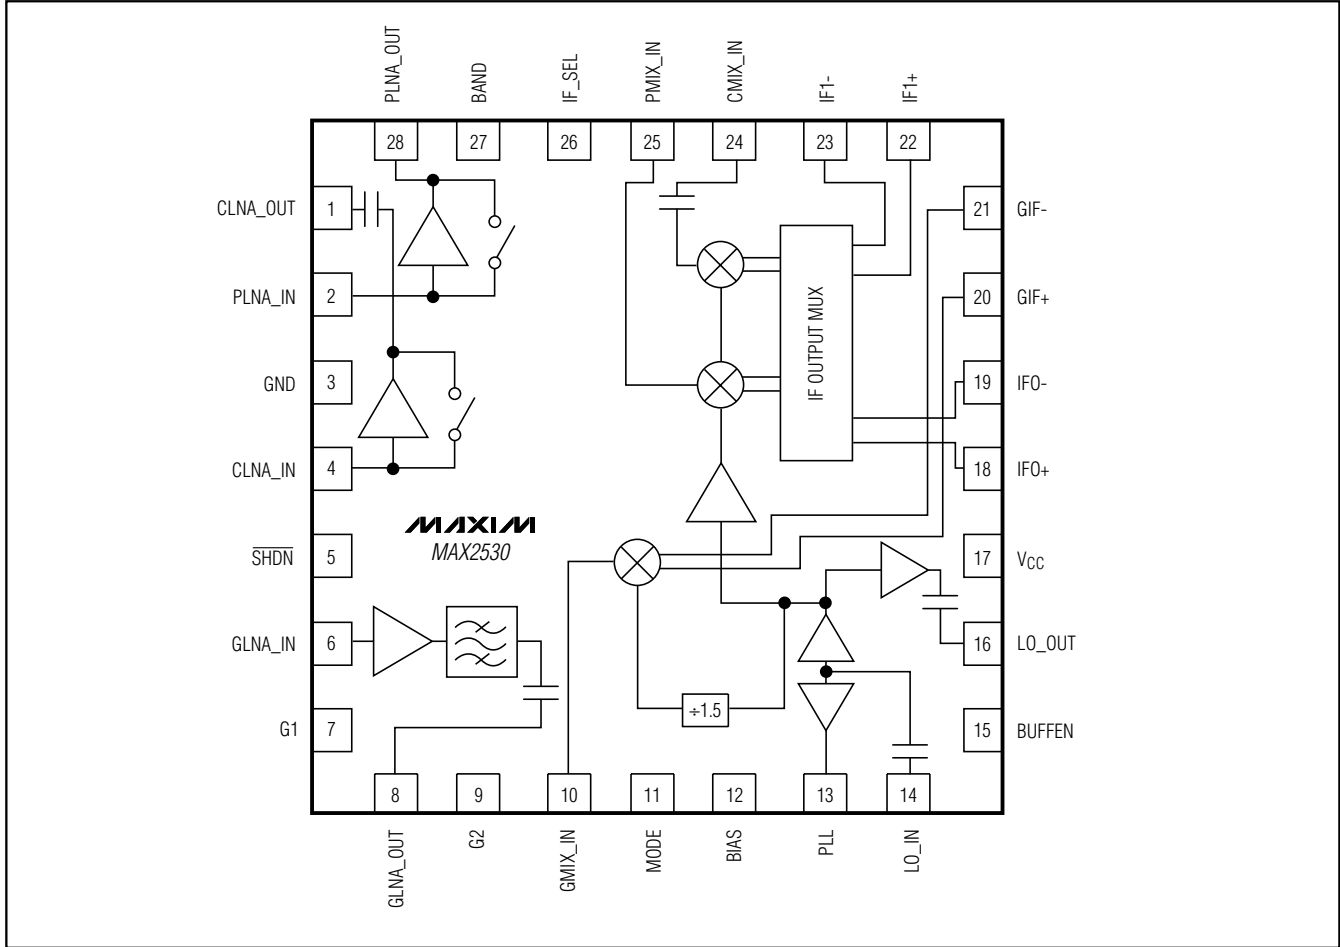 PLNA_OUT
BAND
IF_SEL
PMIX_IN
CMIX_IN
IF1-
IF1+
28
27
26
25
24
23
22
CLNA_OUT 1
PLNA_IN 2
GND 3
CLNA_IN 4
SHDN 5
GLNA_IN 6
G1 7
21 GIF-
20 GIF+
19 IF0-
18 IF0+
17 VCC
16 LO_OUT
15 BUFFEN
IF OUTPUT MUX
MAXIM
MAX2530
÷1.5
8
9
10
11
12
13
14
GLNA_OUT
G2
GMIX_IN
MODE
BIAS
PLL
LO_IN